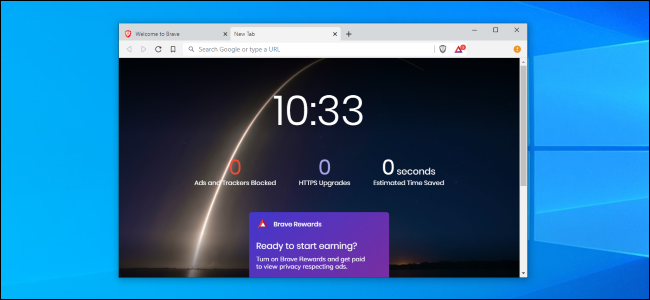 Welcome to Brave
New Tab
Search Google or type a URL
10:33
0 0 0 seconds
Ads and Trackers Blocked HTTPS Upgrades Estimated Time Saved
Brave Rewards
Ready to start earning?
Turn on Brave Rewards and get paid
to view privacy respecting ads.